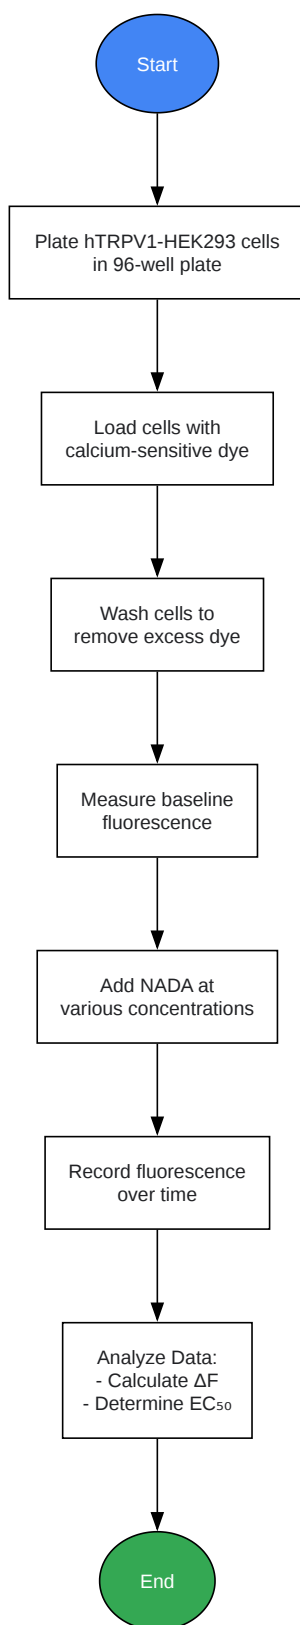 Start
Plate hTRPV1-HEK293 cells
in 96-well plate
Load cells with
calcium-sensitive dye
Wash cells to
remove excess dye
Measure baseline
fluorescence
Add NADA at
various concentrations
Record fluorescence
over time
Analyze Data:
- Calculate ΔF
- Determine EC₅₀
End